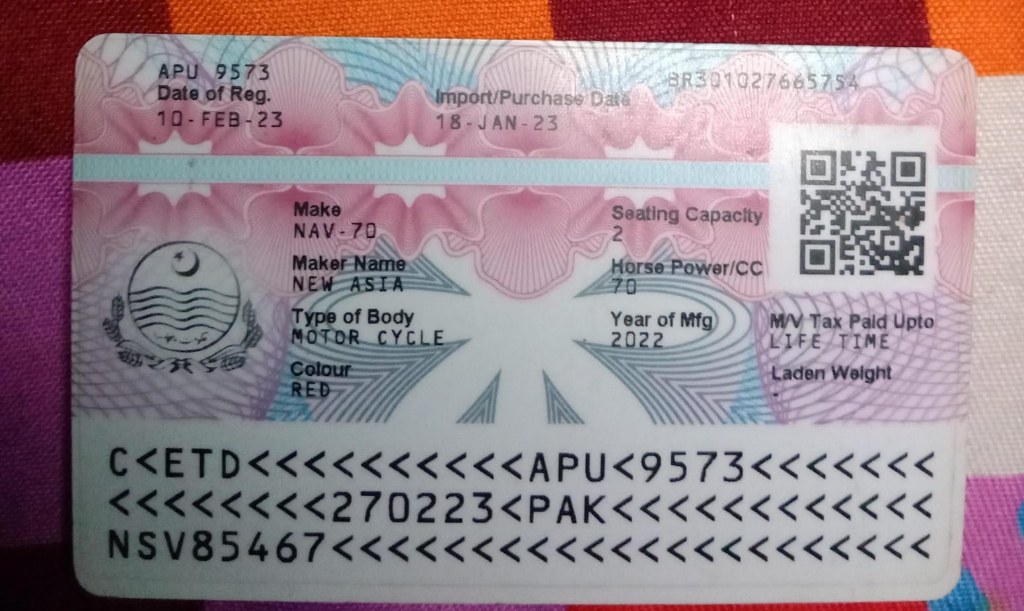 APU 9573
BR301027665754
Date of Reg.
Import/Purchase Date
10-FEB-23
18-JAN-23
Make
Seating Capacity
NAV-70
2
Maker Name
Horse Power/CC
NEW ASIA
70
Type of Body
Year of Mfg
M/V Tax Paid Upto
MOTOR CYCLE
2022
LIFE TIME
Colour
Laden Weight
RED
-
C<ETD<<<<<<<<<<<APU<9573<<<<<<<
<<<<<<<<270223<PAK<<<<<<<<<<<<
NSV85467<<<<<<<<<<<<<<<<<<<<<<